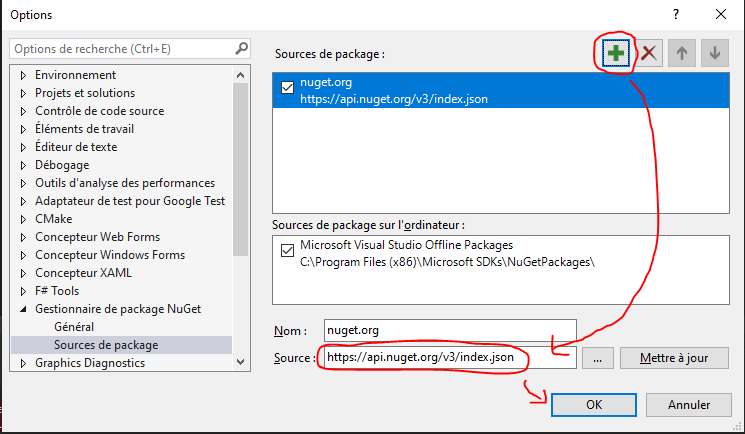 Options
Options de recherche (Ctrl+E)
Environnement
Projets et solutions
Contrôle de code source
Éléments de travail
Éditeur de texte
Débogage
Outils d'analyse des performances
Adaptateur de test pour Google Test
CMake
Concepteur Web Forms
Concepteur Windows Forms
Concepteur XAML
F# Tools
Gestionnaire de package NuGet
Général
Sources de package
Graphics Diagnostics
Sources de package :
nuget.org
https://api.nuget.org/v3/index.json
Sources de package sur l'ordinateur :
Microsoft Visual Studio Offline Packages
C:\Program Files (x86)\Microsoft SDKs\NuGetPackages\
Nom : nuget.org
Source : https://api.nuget.org/v3/index.json ... Mettre à jour
OK Annuler